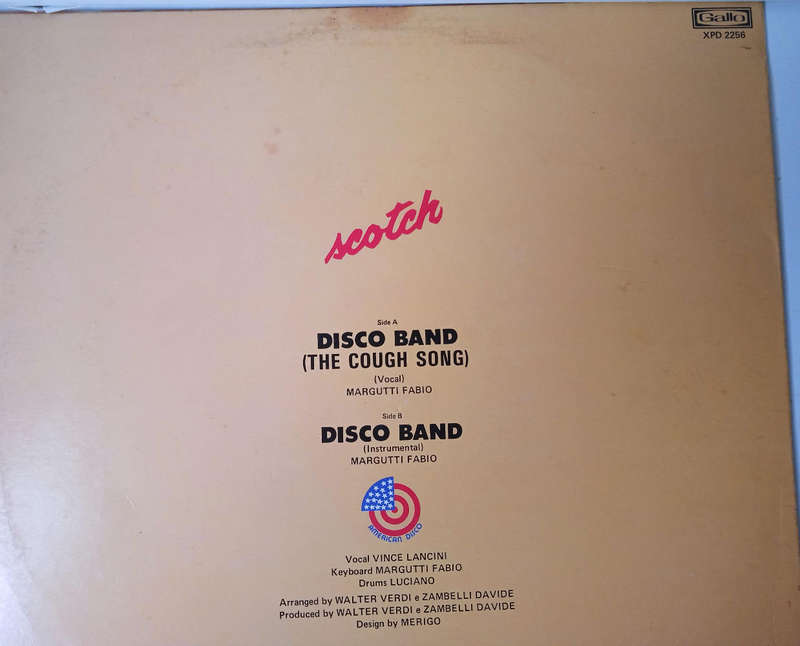 Gallo
XPD 2256
scotch
Side A
DISCO BAND
(THE COUGH SONG)
(Vocal)
MARGUTTI FABIO
Side B
DISCO BAND
(Instrumental)
MARGUTTI FABIO
AMERICAN DISCO
Vocal VINCE LANCINI
Keyboard MARGUTTI FABIO
Drums LUCIANO
Arranged by WALTER VERDI e ZAMBELLI DAVIDE
Produced by WALTER VERDI e ZAMBELLI DAVIDE
Design by MERIGO